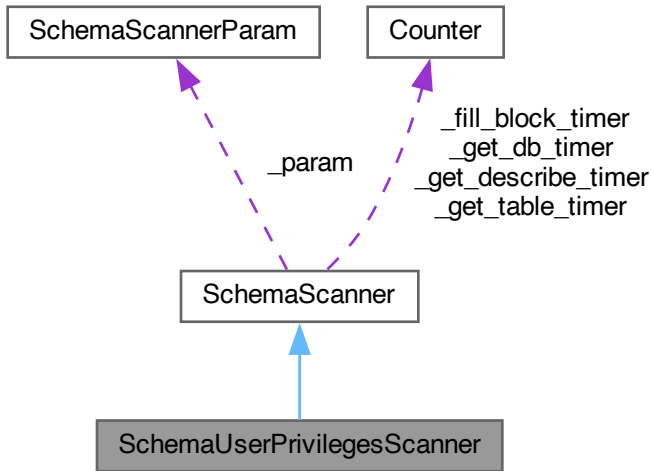 SchemaScannerParam
Counter
_fill_block_timer
_get_db_timer
_get_describe_timer
_get_table_timer
_param
SchemaScanner
SchemaUserPrivilegesScanner